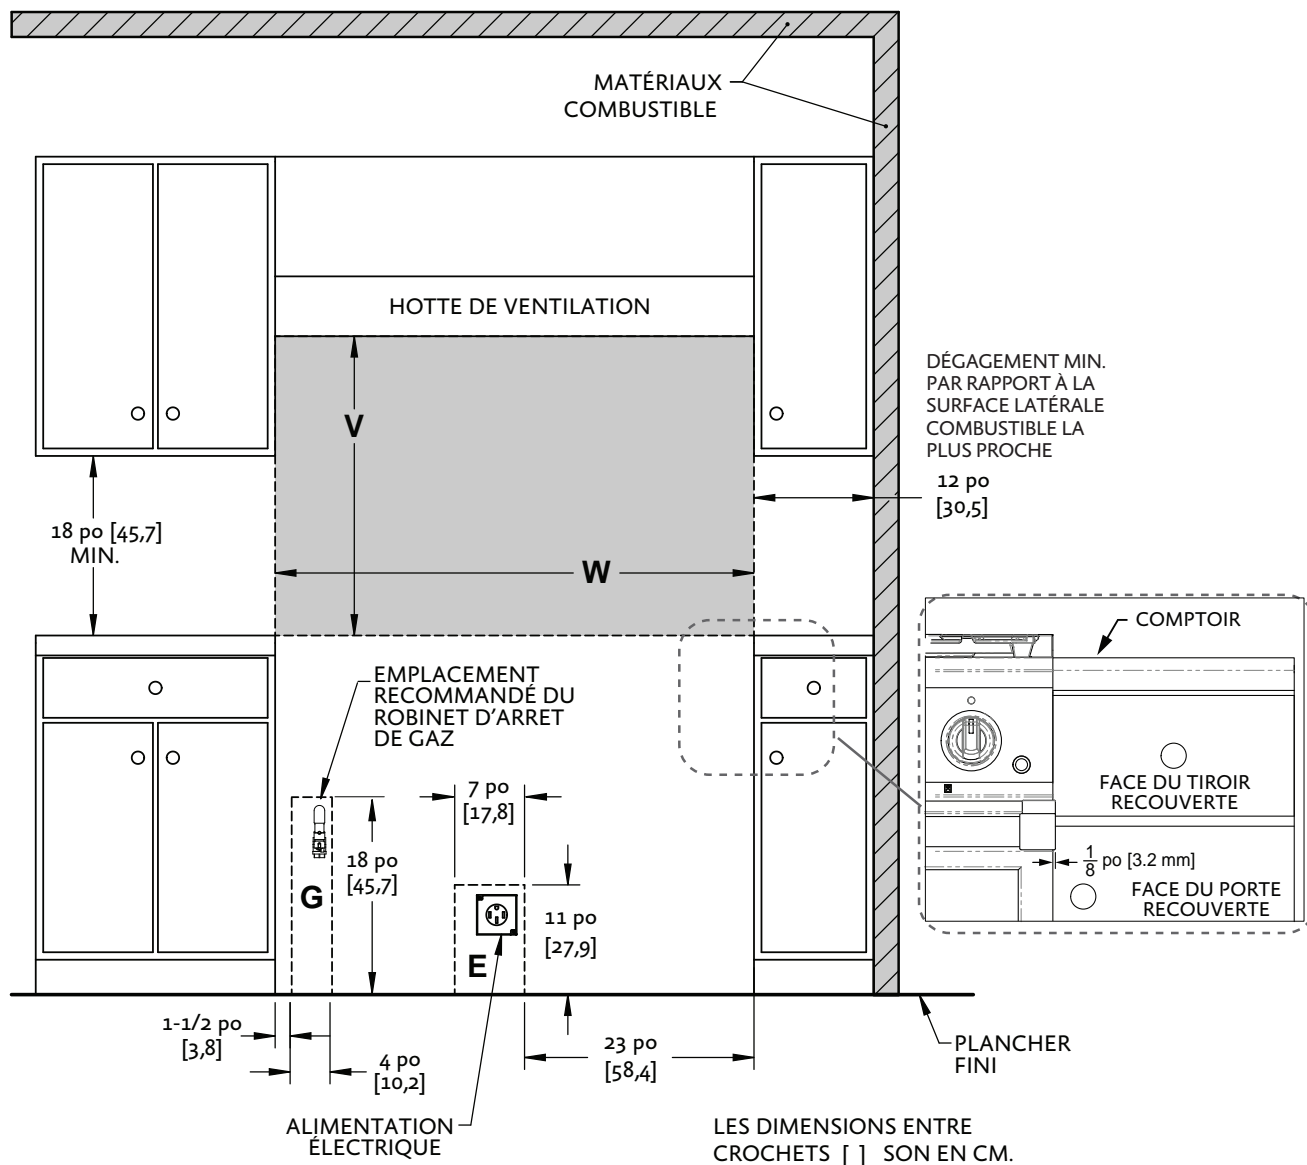 MATÉRIAUX
COMBUSTIBLE
HOTTE DE VENTILATION
DÉGAGEMENT MIN.
PAR RAPPORT À LA
SURFACE LATÉRALE
COMBUSTIBLE LA
PLUS PROCHE
12 po
[30,5]
V
18 po [45,7]
MIN.
W
COMPTOIR
EMPLACEMENT
RECOMMANDÉ DU
ROBINET D'ARRET
DE GAZ
7 po
[17,8]
18 po
[45,7]
G
11 po
[27,9]
E
FACE DU TIROIR
RECOUVERTE
1/8 po [3.2 mm]
FACE DU PORTE
RECOUVERTE
1-1/2 po
[3,8]
4 po
[10,2]
23 po
[58,4]
PLANCHER
FINI
ALIMENTATION
ÉLECTRIQUE
LES DIMENSIONS ENTRE
CROCHETS [ ] SON EN CM.